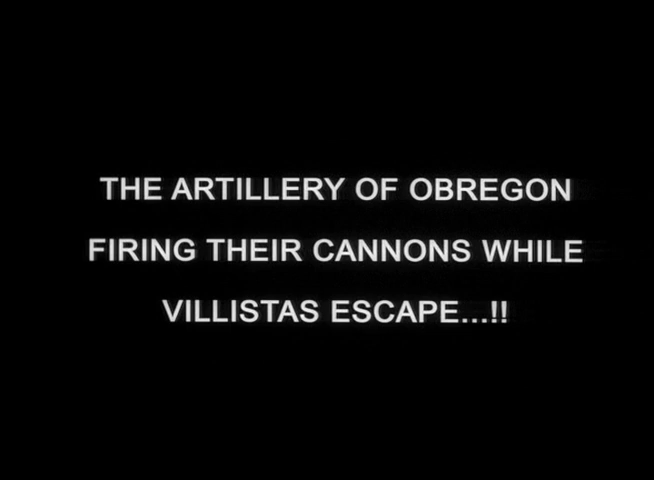 THE ARTILLERY OF OBREGON
FIRING THEIR CANNONS WHILE
VILLISTAS ESCAPE...!!